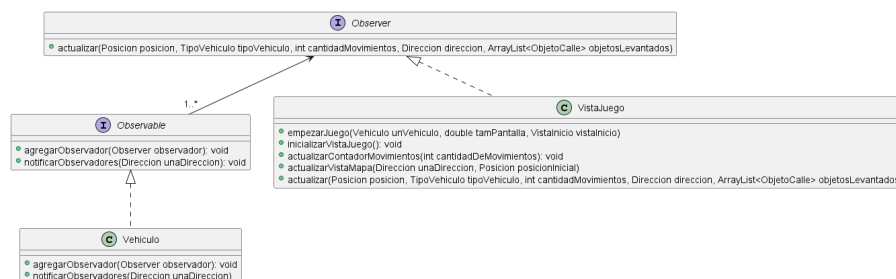 I Observer
actualizar(Posicion posicion, TipoVehiculo tipoVehiculo, int cantidadMovimientos, Direccion direccion, ArrayList<ObjetoCalle> objetosLevantados)
1..*
I Observable
agregarObservador(Observer observador): void
notificarObservadores(Direccion unaDireccion): void
C VistaJuego
empezarJuego(Vehiculo unVehiculo, double tamPantalla, VistaInicio vistaInicio)
inicializarVistaJuego(): void
actualizarContadorMovimientos(int cantidadDeMovimientos): void
actualizarVistaMapa(Direccion unaDireccion, Posicion posicionInicial)
actualizar(Posicion posicion, TipoVehiculo tipoVehiculo, int cantidadMovimientos, Direccion direccion, ArrayList<ObjetoCalle> objetosLevantados
C Vehiculo
agregarObservador(Observer observador): void
notificarObservadores(Direccion unaDireccion)